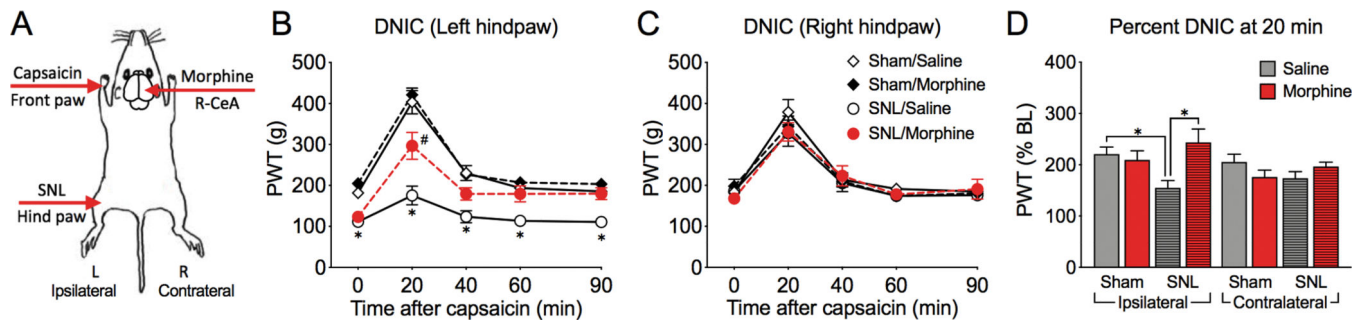 A
Capsaicin
Front paw
Morphine
R-CeA
SNL
Hind paw
L
Ipsilateral
R
Contralateral
B
DNIC (Left hindpaw)
PWT (g)
500
400
300
200
100
0
#
*
*
*
*
*
0 20 40 60 90
Time after capsaicin (min)
C
DNIC (Right hindpaw)
Sham/Saline
Sham/Morphine
SNL/Saline
SNL/Morphine
PWT (g)
500
400
300
200
100
0
0 20 40 60 90
Time after capsaicin (min)
D
Percent DNIC at 20 min
Saline
Morphine
PWT (% BL)
400
300
200
100
0
*
*
Sham SNL Sham SNL
Ipsilateral Contralateral